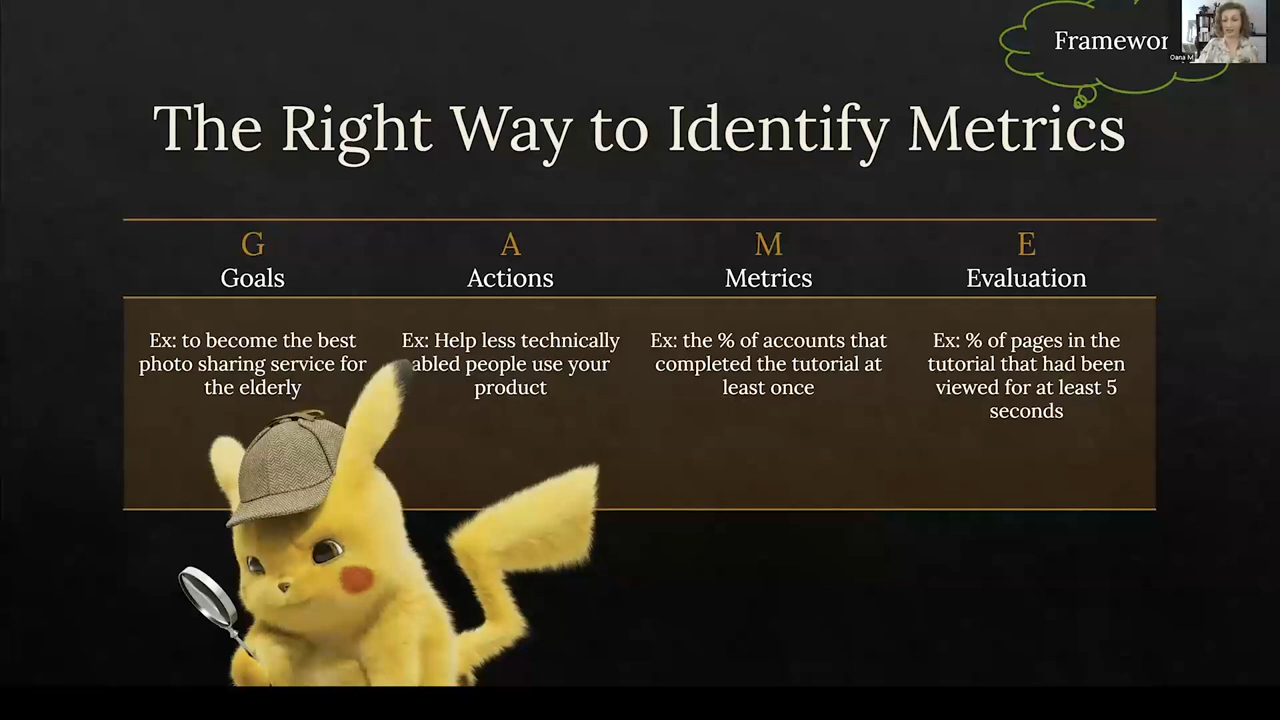 Framewor
Oana M
The Right Way to Identify Metrics
G
Goals
A
Actions
M
Metrics
E
Evaluation
Ex: to become the best
photo sharing service for
the elderly
Ex: Help less technically
abled people use your
product
Ex: the % of accounts that
completed the tutorial at
least once
Ex: % of pages in the
tutorial that had been
viewed for at least 5
seconds